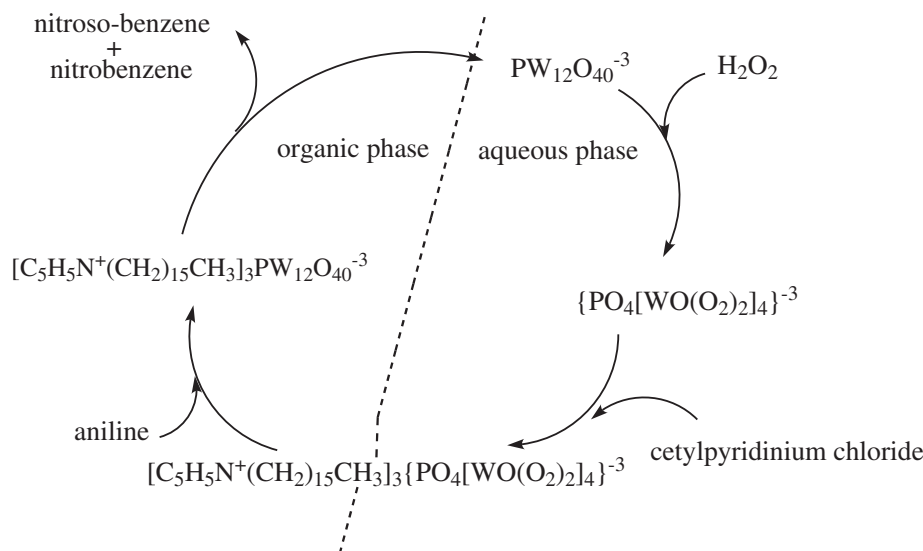 nitroso-benzene
+
nitrobenzene
PW₁₂O₄₀⁻³
H₂O₂
organic phase
aqueous phase
[C₅H₅N⁺(CH₂)₁₅CH₃]₃PW₁₂O₄₀⁻³
{PO₄[WO(O₂)₂]₄}⁻³
aniline
cetylpyridinium chloride
[C₅H₅N⁺(CH₂)₁₅CH₃]₃{PO₄[WO(O₂)₂]₄}⁻³